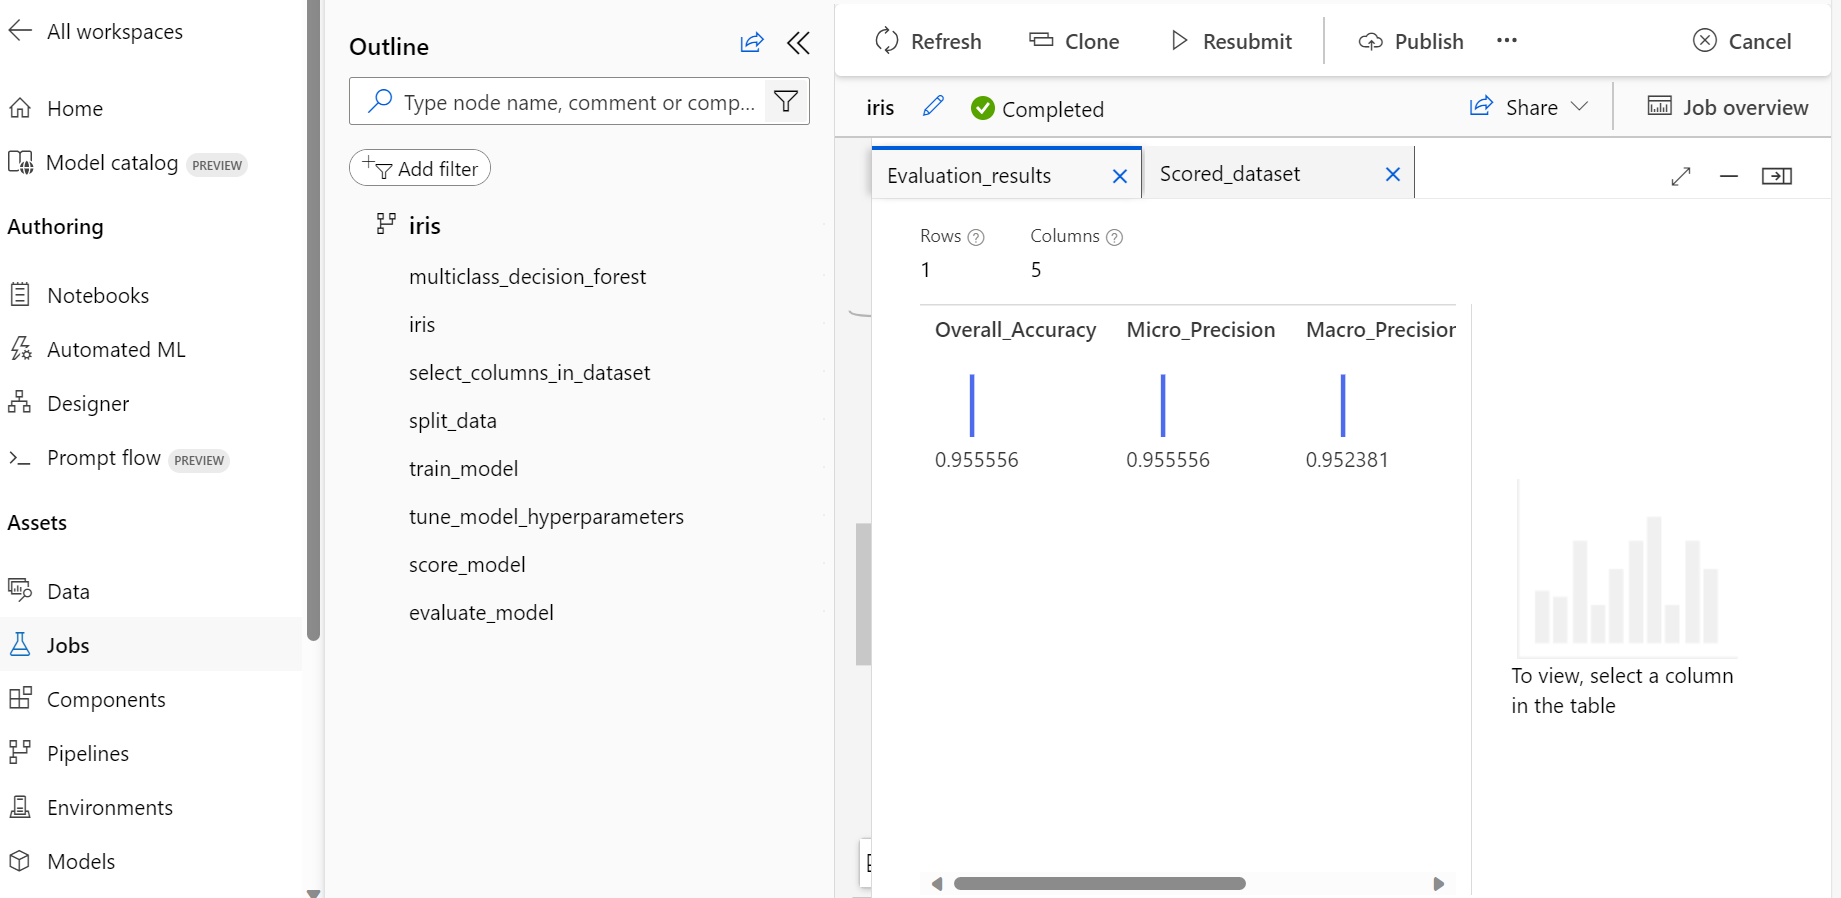 All workspaces
Home
Model catalog PREVIEW
Authoring
Notebooks
Automated ML
Designer
Prompt flow PREVIEW
Assets
Data
Jobs
Components
Pipelines
Environments
Models
Outline
Type node name, comment or comp...
Add filter
iris
multiclass_decision_forest
iris
select_columns_in_dataset
split_data
train_model
tune_model_hyperparameters
score_model
evaluate_model
Refresh Clone Resubmit Publish ... Cancel
iris Completed Share Job overview
Evaluation_results Scored_dataset
Rows Columns
1 5
Overall_Accuracy Micro_Precision Macro_Precision
0.955556 0.955556 0.952381
To view, select a column
in the table